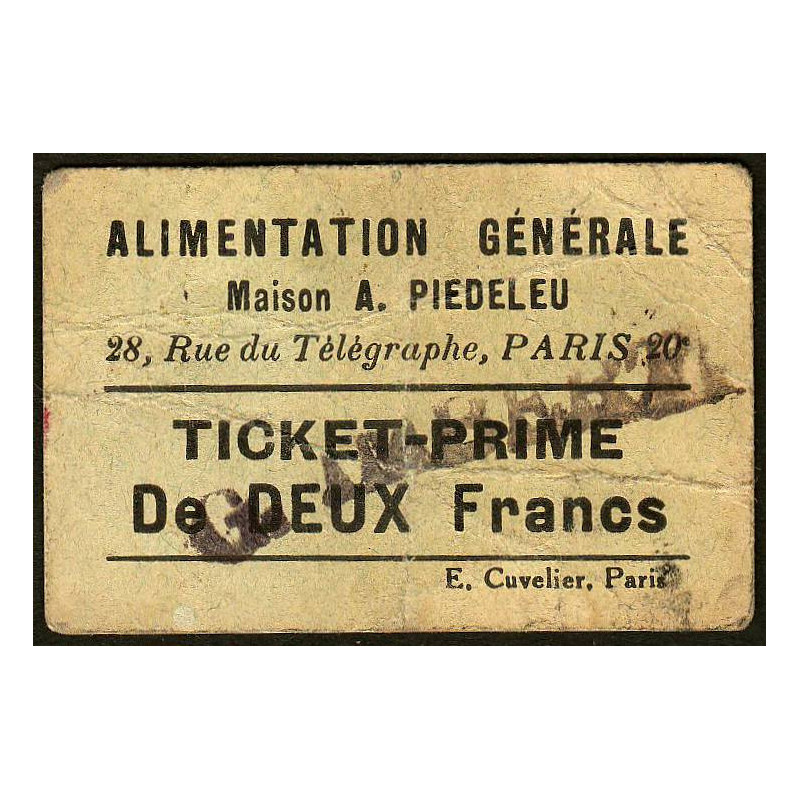 ALIMENTATION GÉNÉRALE
Maison A. PIEDELEU
28, Rue du Télégraphe, PARIS 20e
TICKET-PRIME
De DEUX Francs
E. Cuvelier, Paris